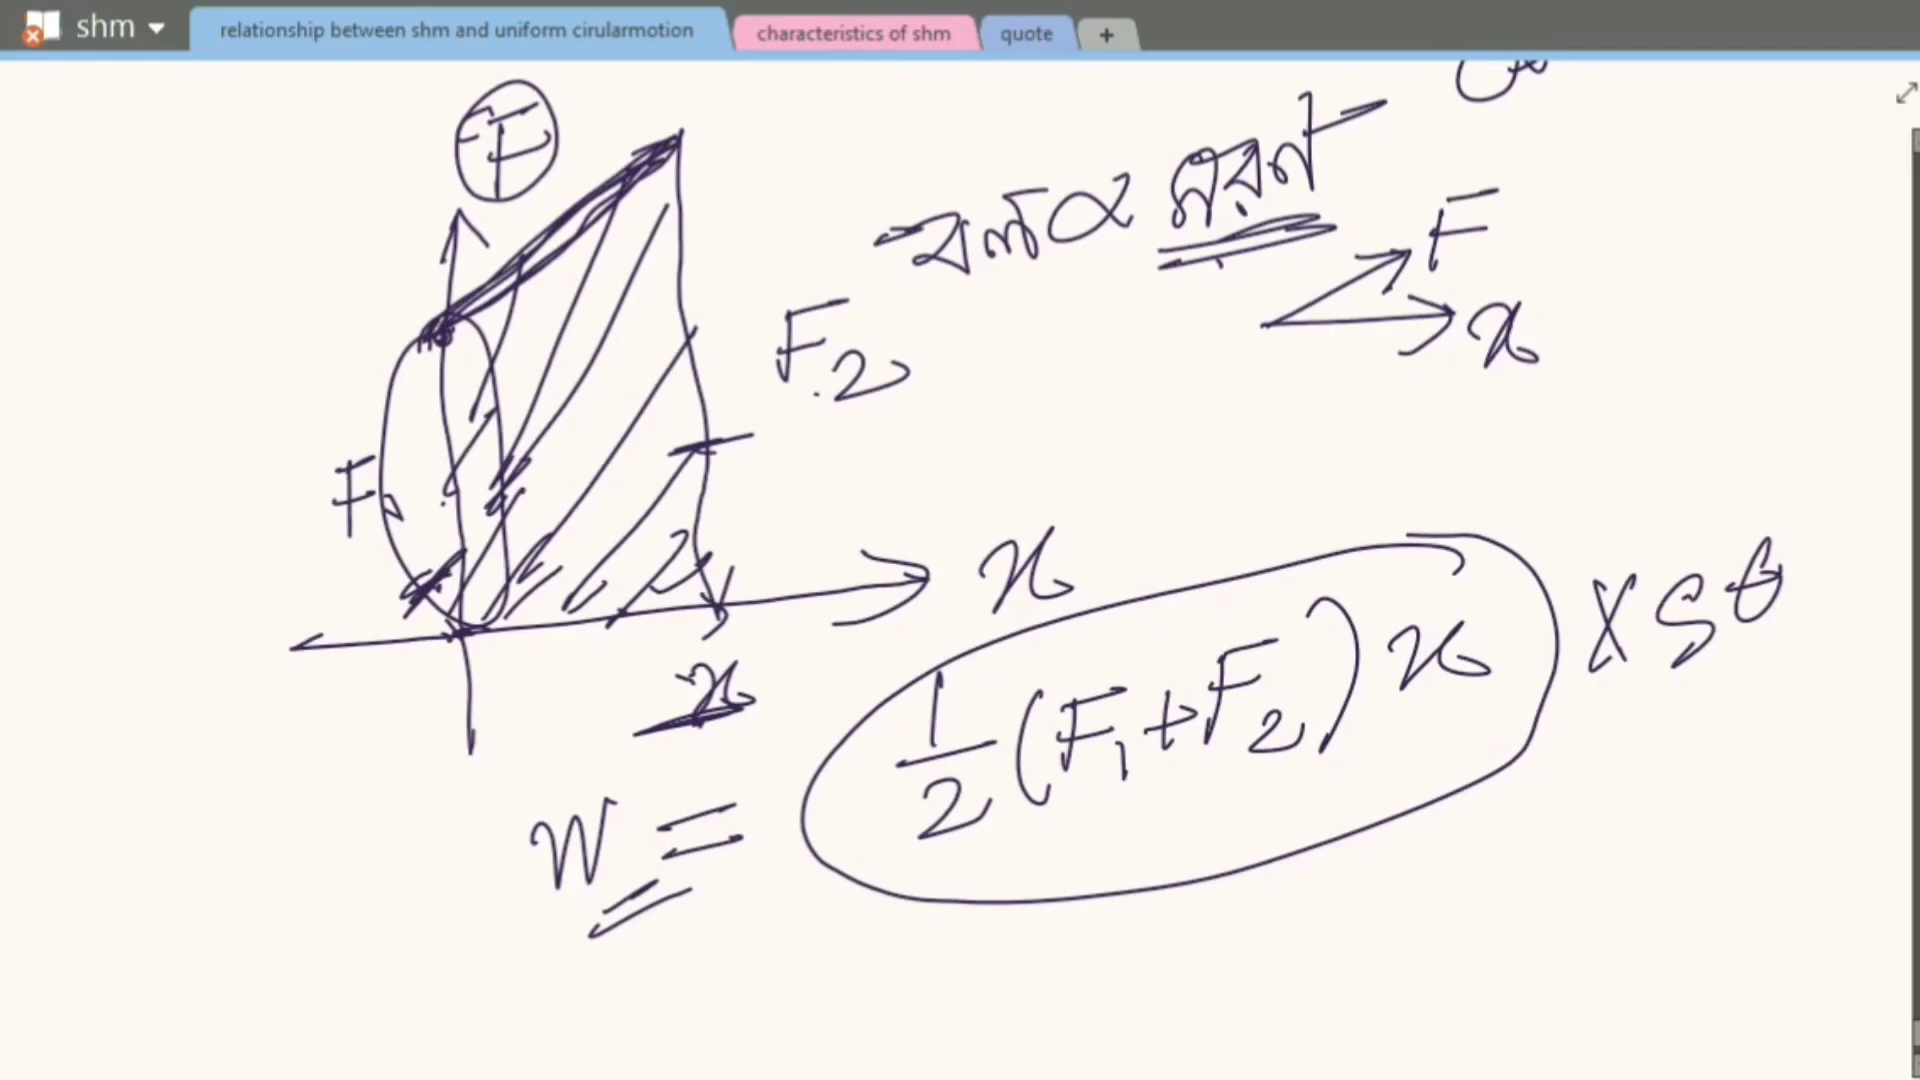 shm
relationship between shm and uniform cirularmotion
characteristics of shm
quote
+
F
বল ∝ সরণ
F
x
F₂
F₁
x
x
W = ½ (F₁+F₂) x